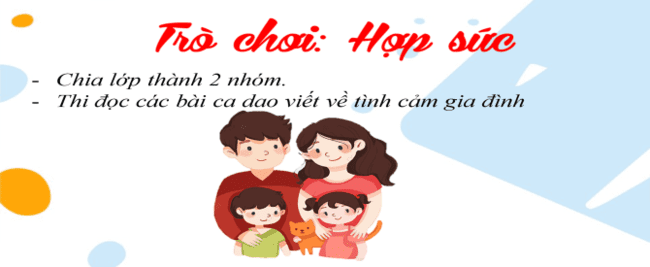 Trò chơi: Hợp sức
- Chia lớp thành 2 nhóm.
- Thi đọc các bài ca dao viết về tình cảm gia đình